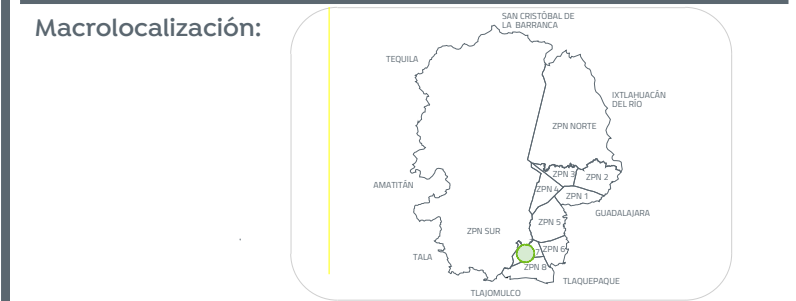 Macrolocalización:
SAN CRISTÓBAL DE
LA BARRANCA
TEQUILA
IXTLAHUACÁN
DEL RÍO
ZPN NORTE
ZPN 3
ZPN 2
AMATITÁN
ZPN 4
ZPN 1
GUADALAJARA
ZPN 5
ZPN SUR
ZPN 6
7
TALA
ZPN 8
TLAQUEPAQUE
TLAJOMULCO